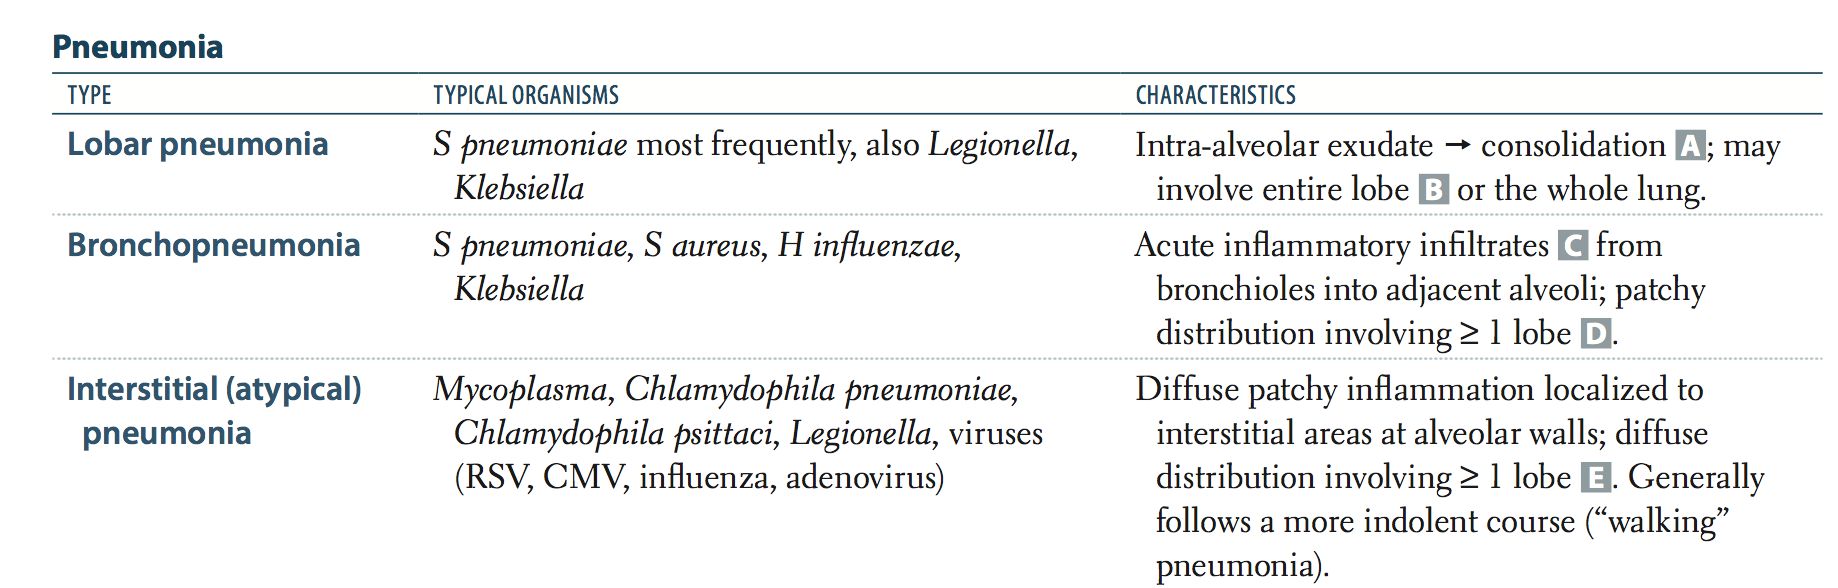 Pneumonia
TYPE TYPICAL ORGANISMS CHARACTERISTICS
Lobar pneumonia
S pneumoniae most frequently, also Legionella,
Klebsiella
Intra-alveolar exudate → consolidation A; may
involve entire lobe B or the whole lung.
Bronchopneumonia
S pneumoniae, S aureus, H influenzae,
Klebsiella
Acute inflammatory infiltrates C from
bronchioles into adjacent alveoli; patchy
distribution involving ≥ 1 lobe D.
Interstitial (atypical)
pneumonia
Mycoplasma, Chlamydophila pneumoniae,
Chlamydophila psittaci, Legionella, viruses
(RSV, CMV, influenza, adenovirus)
Diffuse patchy inflammation localized to
interstitial areas at alveolar walls; diffuse
distribution involving ≥ 1 lobe E. Generally
follows a more indolent course (“walking”
pneumonia).